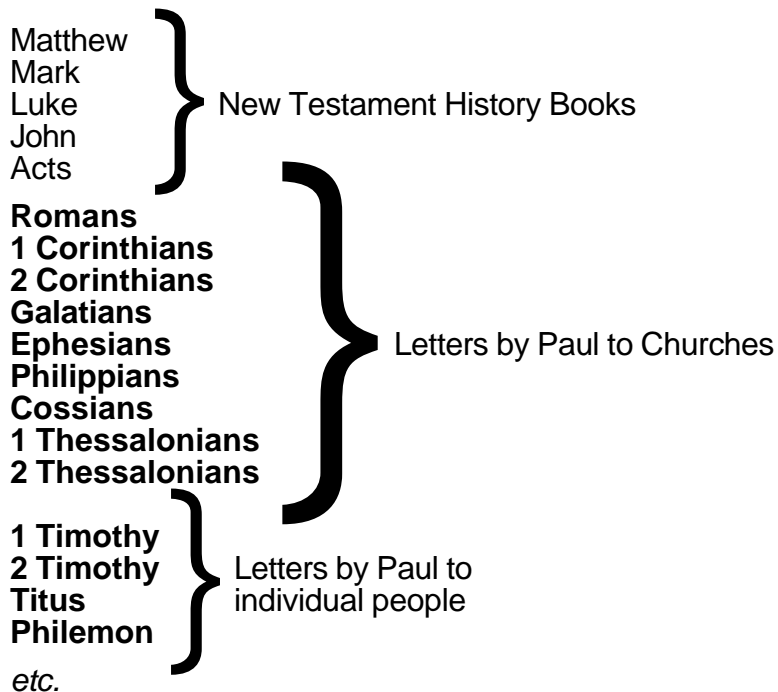 Matthew
Mark
Luke
John
Acts
New Testament History Books
Romans
1 Corinthians
2 Corinthians
Galatians
Ephesians
Philippians
Cossians
1 Thessalonians
2 Thessalonians
Letters by Paul to Churches
1 Timothy
2 Timothy
Titus
Philemon
Letters by Paul to
individual people
etc.